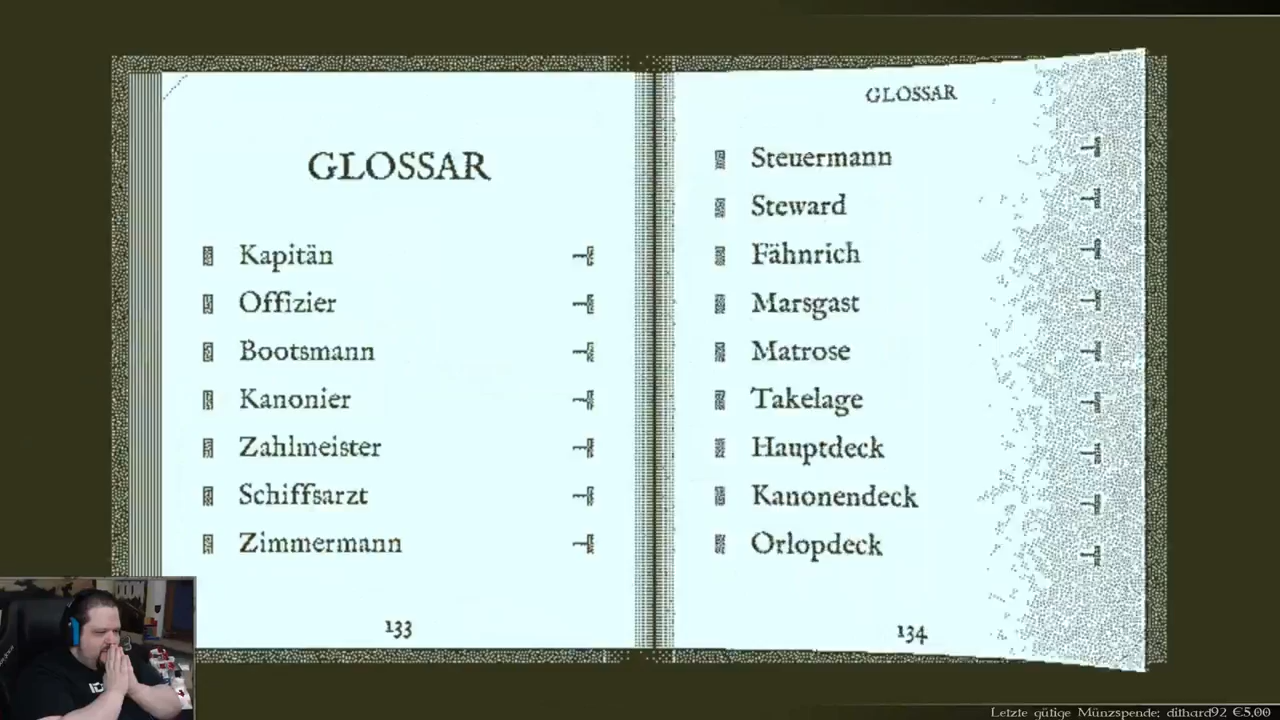 GLOSSAR
Kapitän
Offizier
Bootsmann
Kanonier
Zahlmeister
Schiffsarzt
Zimmermann
133
GLOSSAR
Steuermann
Steward
Fähnrich
Marsgast
Matrose
Takelage
Hauptdeck
Kanonendeck
Orlopdeck
134
Letzte gütige Münzspende: dithard92 €5,00